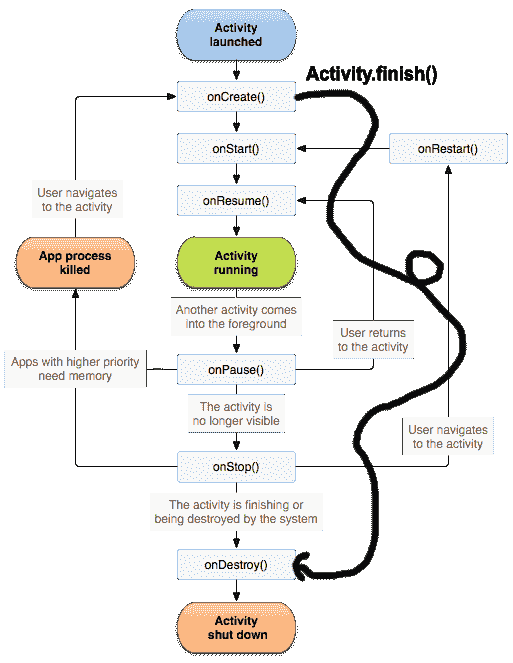 Activity
launched
Activity.finish()
onCreate()
onStart()
onRestart()
User navigates
to the activity
onResume()
App process
killed
Activity
running
Another activity comes
into the foreground
User returns
to the activity
Apps with higher priority
need memory
onPause()
The activity is
no longer visible
User navigates
to the activity
onStop()
The activity is finishing or
being destroyed by the system
onDestroy()
Activity
shut down